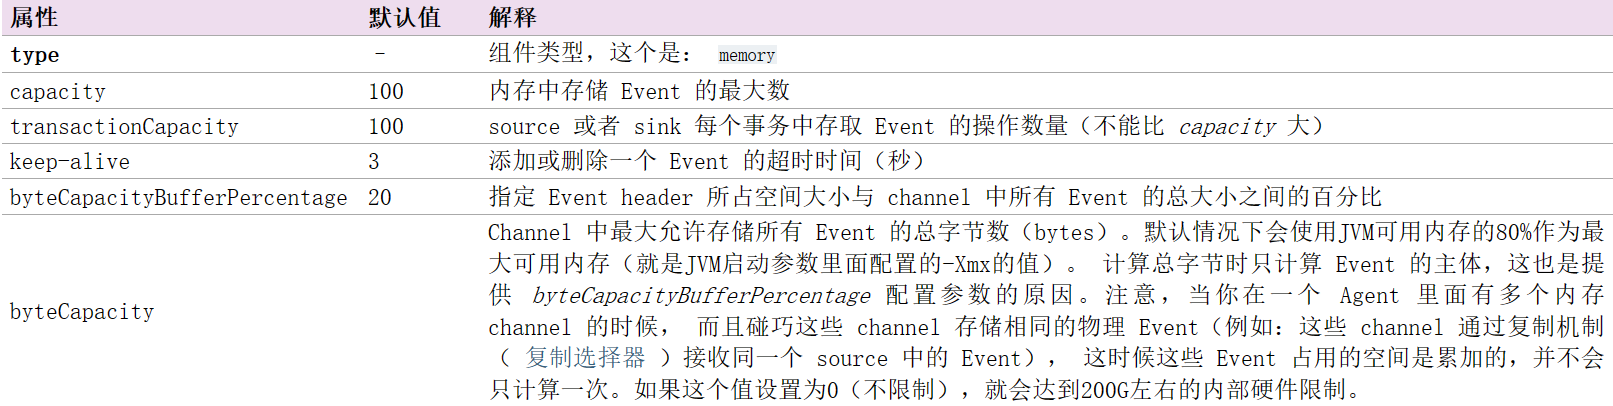 属性 默认值 解释
type - 组件类型，这个是： memory
capacity 100 内存中存储 Event 的最大数
transactionCapacity 100 source 或者 sink 每个事务中存取 Event 的操作数量（不能比 capacity 大）
keep-alive 3 添加或删除一个 Event 的超时时间（秒）
byteCapacityBufferPercentage 20 指定 Event header 所占空间大小与 channel 中所有 Event 的总大小之间的百分比
byteCapacity
Channel 中最大允许存储所有 Event 的总字节数（bytes）。默认情况下会使用JVM可用内存的80%作为最
大可用内存（就是JVM启动参数里面配置的-Xmx的值）。 计算总字节时只计算 Event 的主体，这也是提
供 byteCapacityBufferPercentage 配置参数的原因。注意，当你在一个 Agent 里面有多个内存
channel 的时候， 而且碰巧这些 channel 存储相同的物理 Event（例如：这些 channel 通过复制机制
（ 复制选择器 ）接收同一个 source 中的 Event）， 这时候这些 Event 占用的空间是累加的，并不会
只计算一次。如果这个值设置为0（不限制），就会达到200G左右的内部硬件限制。